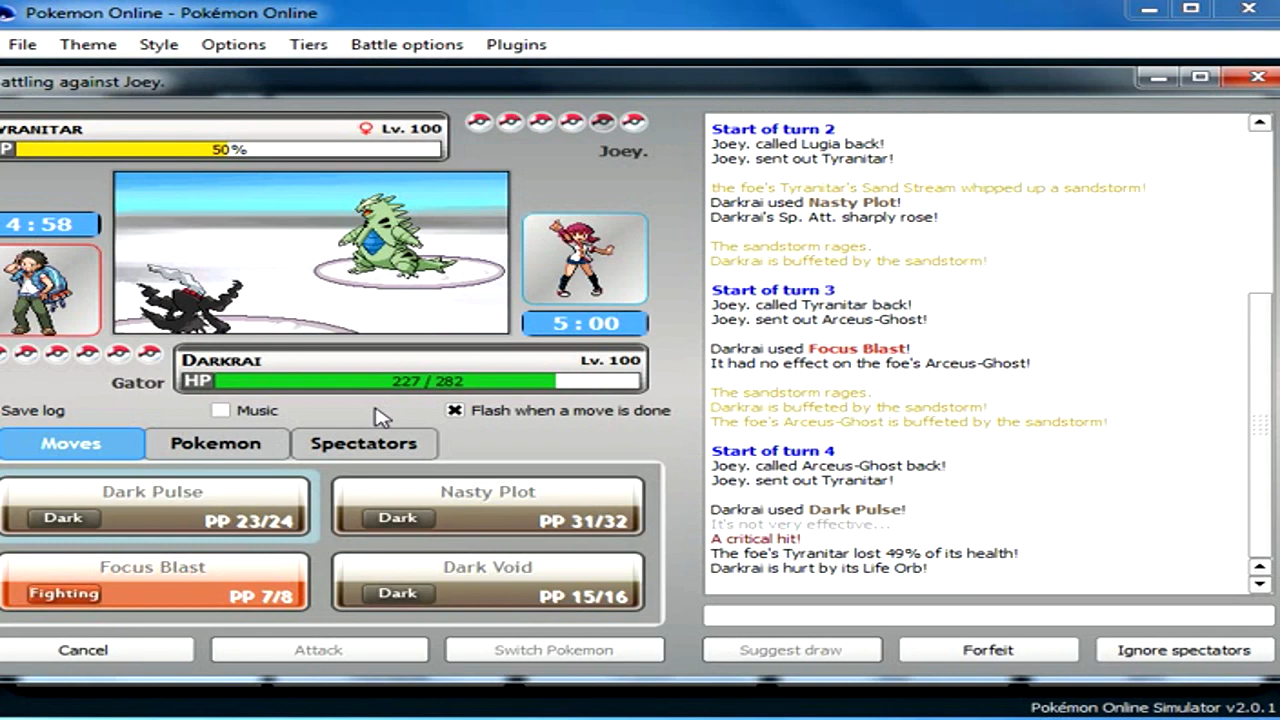 Pokemon Online - Pokémon Online
File Theme Style Options Tiers Battle options Plugins
attling against Joey.
YRANITAR ♀ Lv. 100
P 50%
Joey.
4:58
5:00
DARKRAI Lv. 100
HP 227 / 282
Gator
Save log Music Flash when a move is done
Moves Pokemon Spectators
Dark Pulse
Dark PP 23/24
Nasty Plot
Dark PP 31/32
Focus Blast
Fighting PP 7/8
Dark Void
Dark PP 15/16
Cancel Attack Switch Pokemon
Start of turn 2
Joey. called Lugia back!
Joey. sent out Tyranitar!
the foe's Tyranitar's Sand Stream whipped up a sandstorm!
Darkrai used Nasty Plot!
Darkrai's Sp. Att. sharply rose!
The sandstorm rages.
Darkrai is buffeted by the sandstorm!
Start of turn 3
Joey. called Tyranitar back!
Joey. sent out Arceus-Ghost!
Darkrai used Focus Blast!
It had no effect on the foe's Arceus-Ghost!
The sandstorm rages.
Darkrai is buffeted by the sandstorm!
The foe's Arceus-Ghost is buffeted by the sandstorm!
Start of turn 4
Joey. called Arceus-Ghost back!
Joey. sent out Tyranitar!
Darkrai used Dark Pulse!
It's not very effective...
A critical hit!
The foe's Tyranitar lost 49% of its health!
Darkrai is hurt by its Life Orb!
Suggest draw Forfeit Ignore spectators
Pokémon Online Simulator v2.0.1